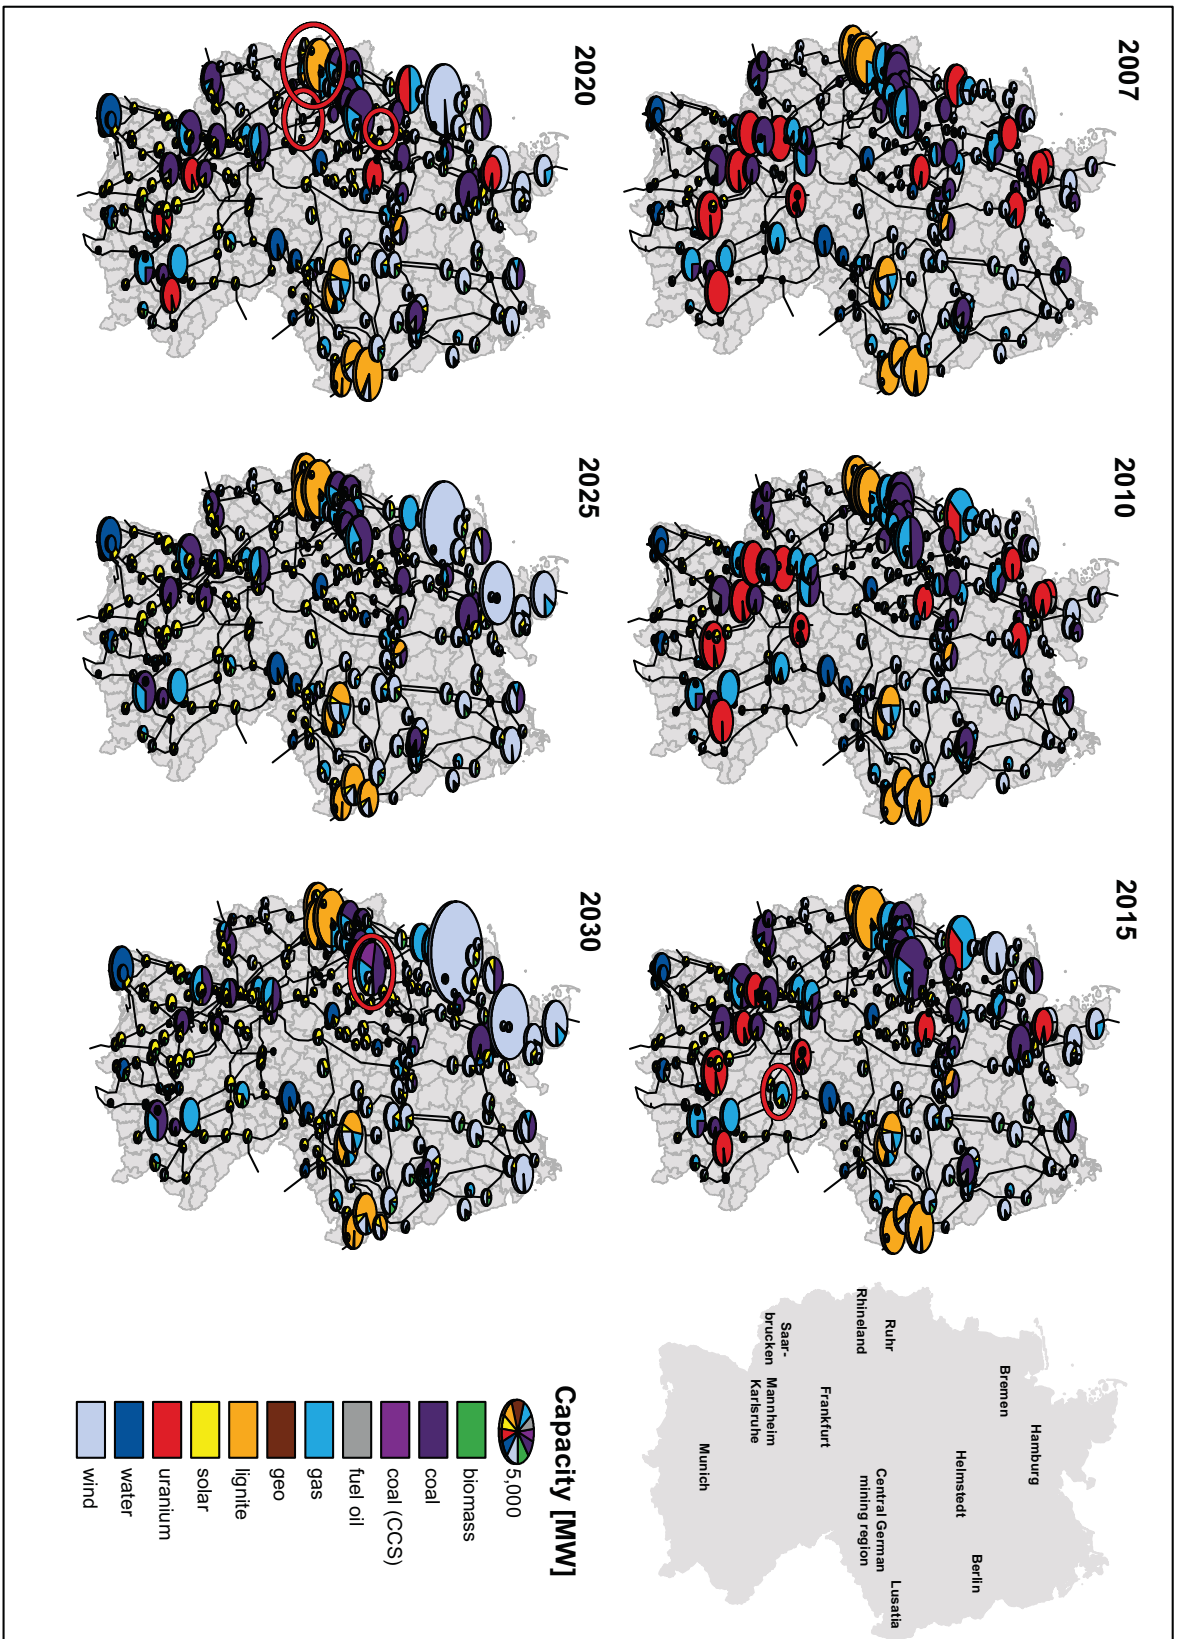 2007
2010
2015
Hamburg
Bremen
Helmstedt
Berlin
Ruhr
Rhineland
Central German
mining region
Lusatia
Frankfurt
Saar-
brucken
Mannheim
Karlsruhe
Munich
2020
2025
2030
Capacity [MW]
5,000
biomass
coal
coal (CCS)
fuel oil
gas
geo
lignite
solar
uranium
water
wind